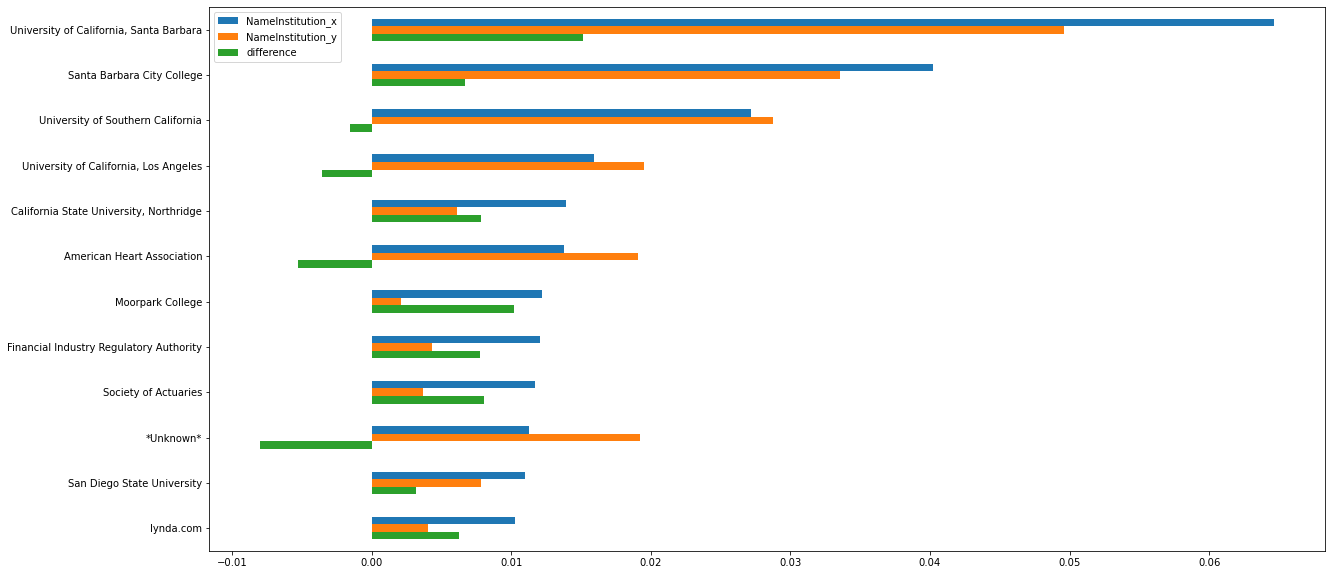 NameInstitution_x
NameInstitution_y
difference
University of California, Santa Barbara
Santa Barbara City College
University of Southern California
University of California, Los Angeles
California State University, Northridge
American Heart Association
Moorpark College
Financial Industry Regulatory Authority
Society of Actuaries
*Unknown*
San Diego State University
lynda.com
−0.01 0.00 0.01 0.02 0.03 0.04 0.05 0.06